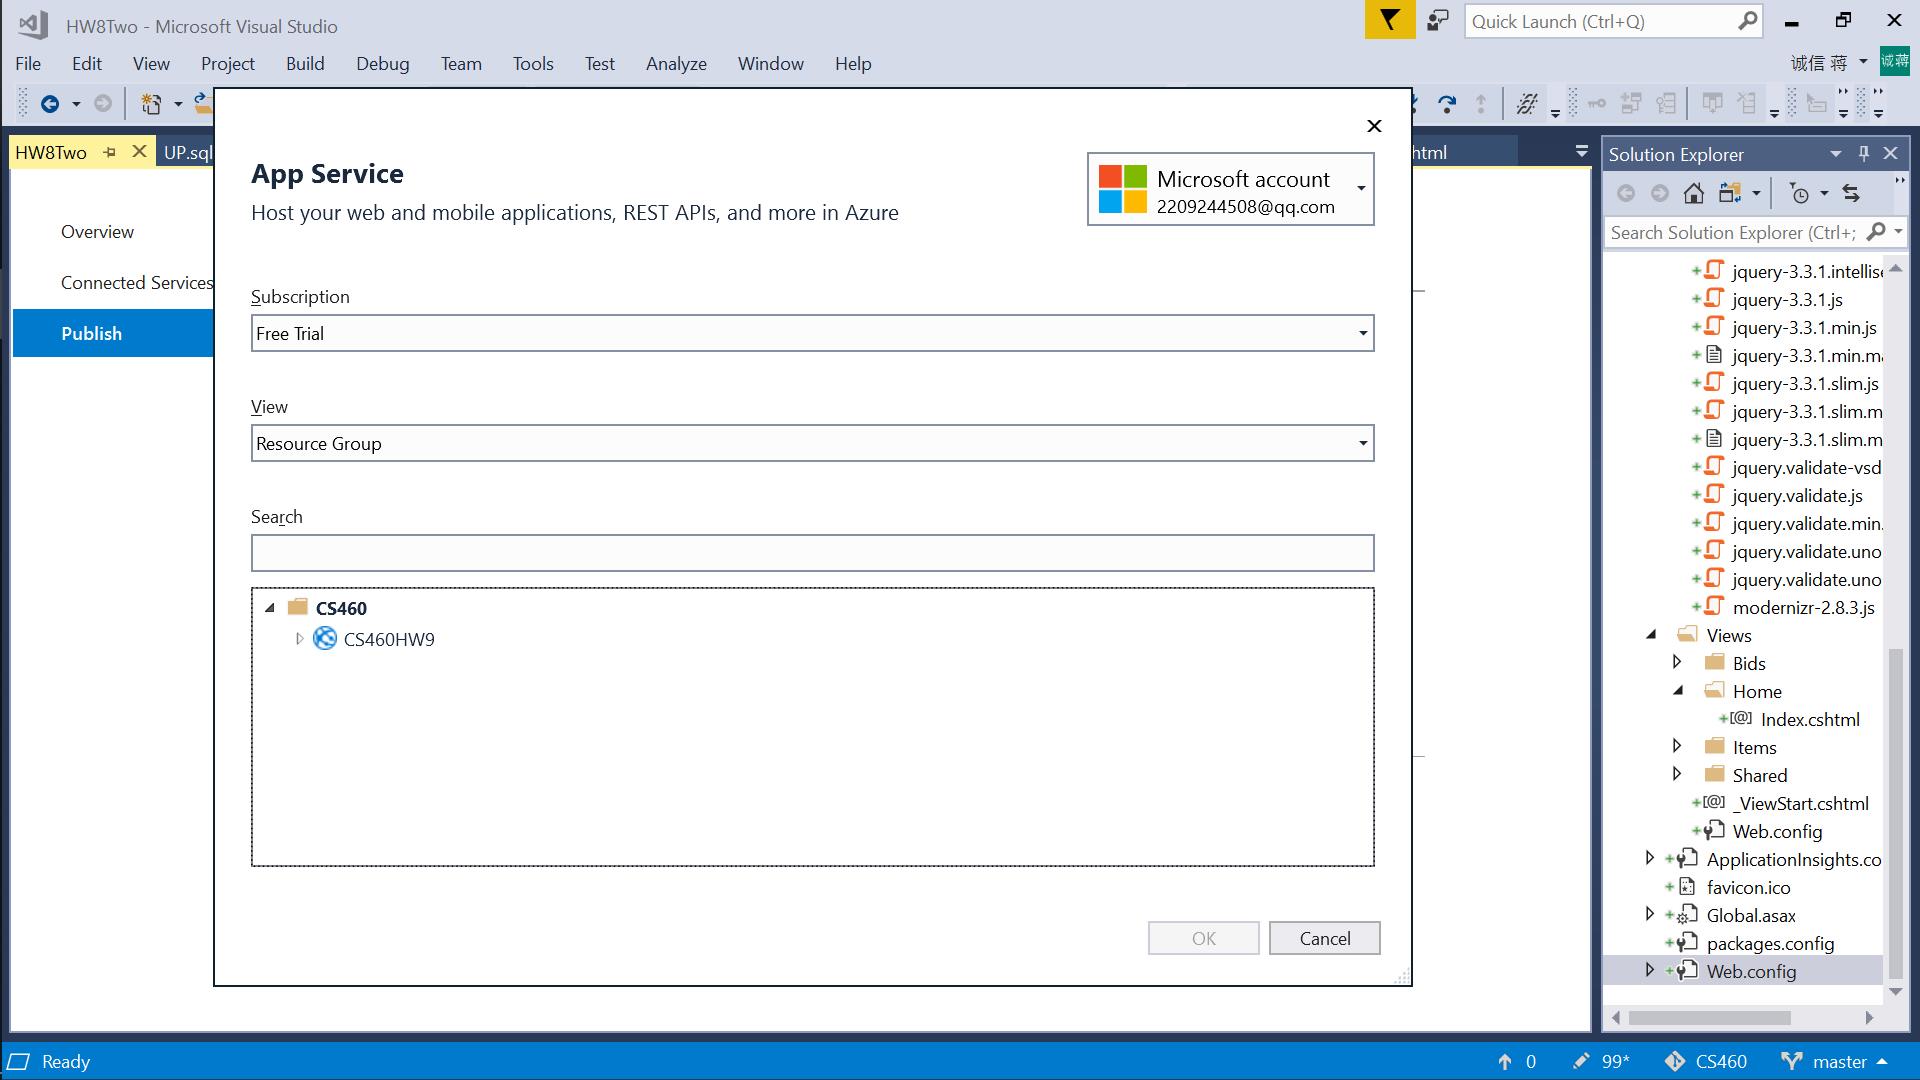 HW8Two - Microsoft Visual Studio
Quick Launch (Ctrl+Q)
File Edit View Project Build Debug Team Tools Test Analyze Window Help
诚信 蒋
诚蒋
HW8Two
UP.sql
html
Overview
Connected Services
Publish
App Service
Host your web and mobile applications, REST APIs, and more in Azure
Microsoft account
2209244508@qq.com
Subscription
Free Trial
View
Resource Group
Search
CS460
CS460HW9
OK
Cancel
Solution Explorer
Search Solution Explorer (Ctrl+;
jquery-3.3.1.intellise
jquery-3.3.1.js
jquery-3.3.1.min.js
jquery-3.3.1.min.ma
jquery-3.3.1.slim.js
jquery-3.3.1.slim.m
jquery-3.3.1.slim.m
jquery.validate-vsd
jquery.validate.js
jquery.validate.min.
jquery.validate.uno
jquery.validate.uno
modernizr-2.8.3.js
Views
Bids
Home
Index.cshtml
Items
Shared
_ViewStart.cshtml
Web.config
ApplicationInsights.co
favicon.ico
Global.asax
packages.config
Web.config
Ready
0
99*
CS460
master